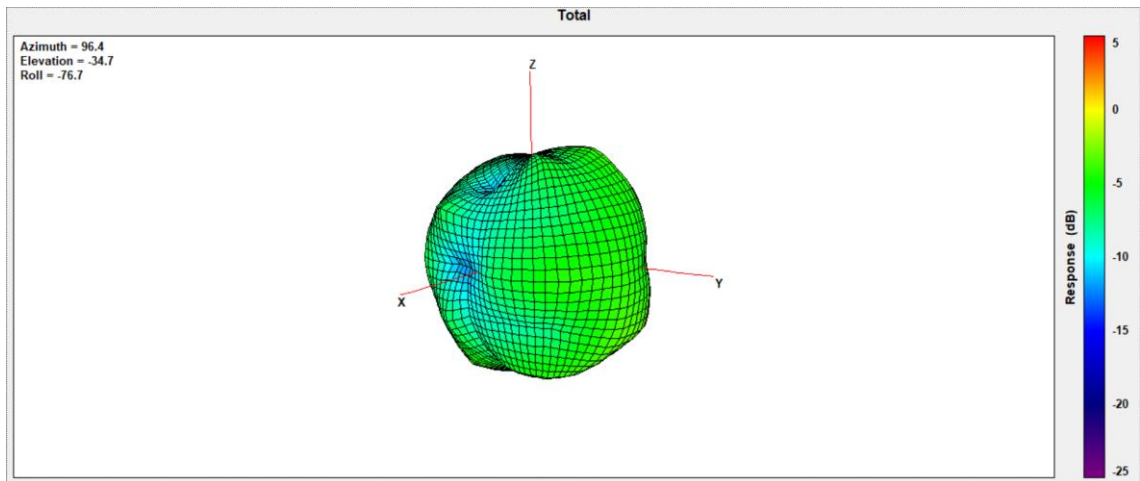 Total
Azimuth = 96.4
Elevation = -34.7
Roll = -76.7
Z
X
Y
5
0
-5
-10
-15
-20
-25
Response (dB)